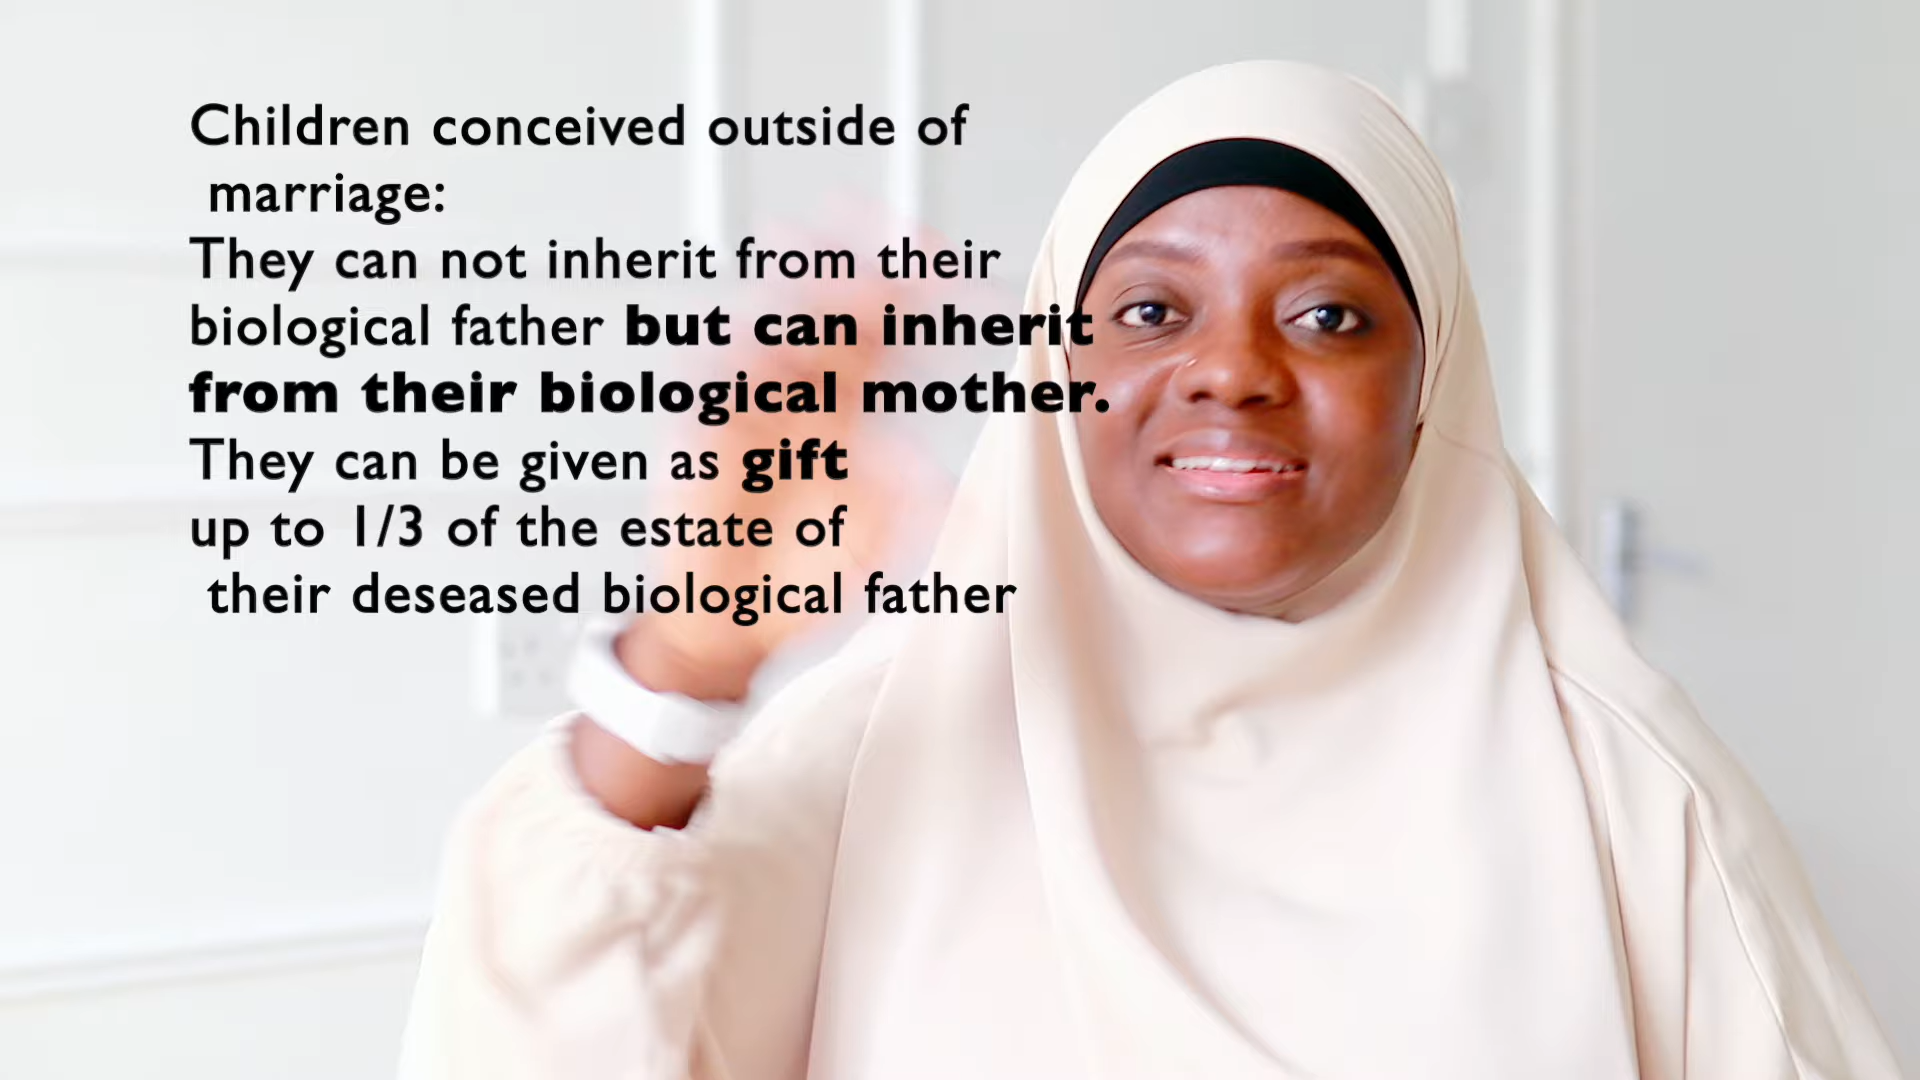 Children conceived outside of
marriage:
They can not inherit from their
biological father but can inherit
from their biological mother.
They can be given as gift
up to 1/3 of the estate of
their deseased biological father